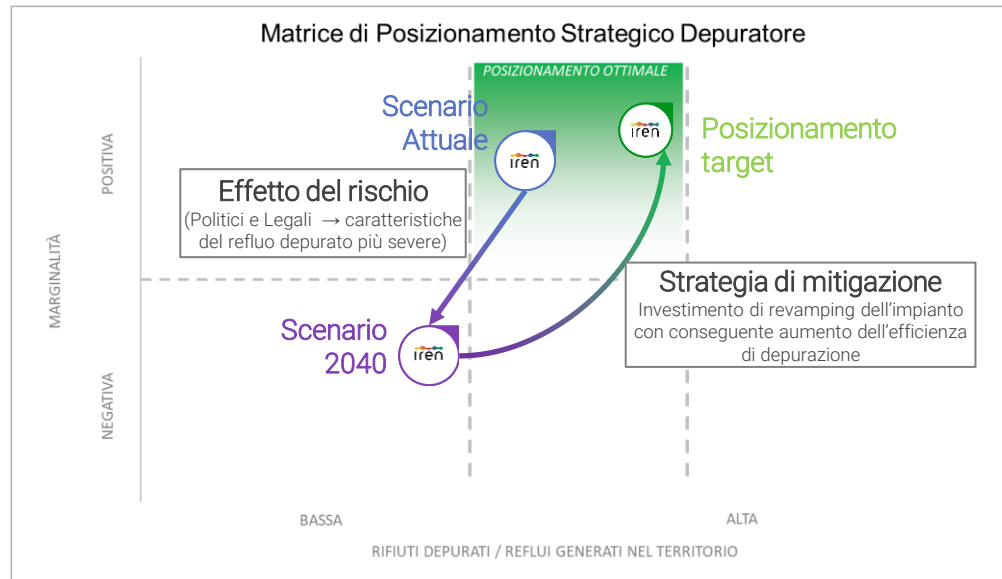 Matrice di Posizionamento Strategico Depuratore
POSIZIONAMENTO OTTIMALE
Scenario
Attuale
iren
iren
Posizionamento
target
POSITIVA
Effetto del rischio
(Politici e Legali → caratteristiche
del refluo depurato più severe)
MARGINALITÀ
Strategia di mitigazione
Investimento di revamping dell'impianto
con conseguente aumento dell'efficienza
di depurazione
Scenario
2040
iren
NEGATIVA
BASSA
ALTA
RIFIUTI DEPURATI / REFLUI GENERATI NEL TERRITORIO